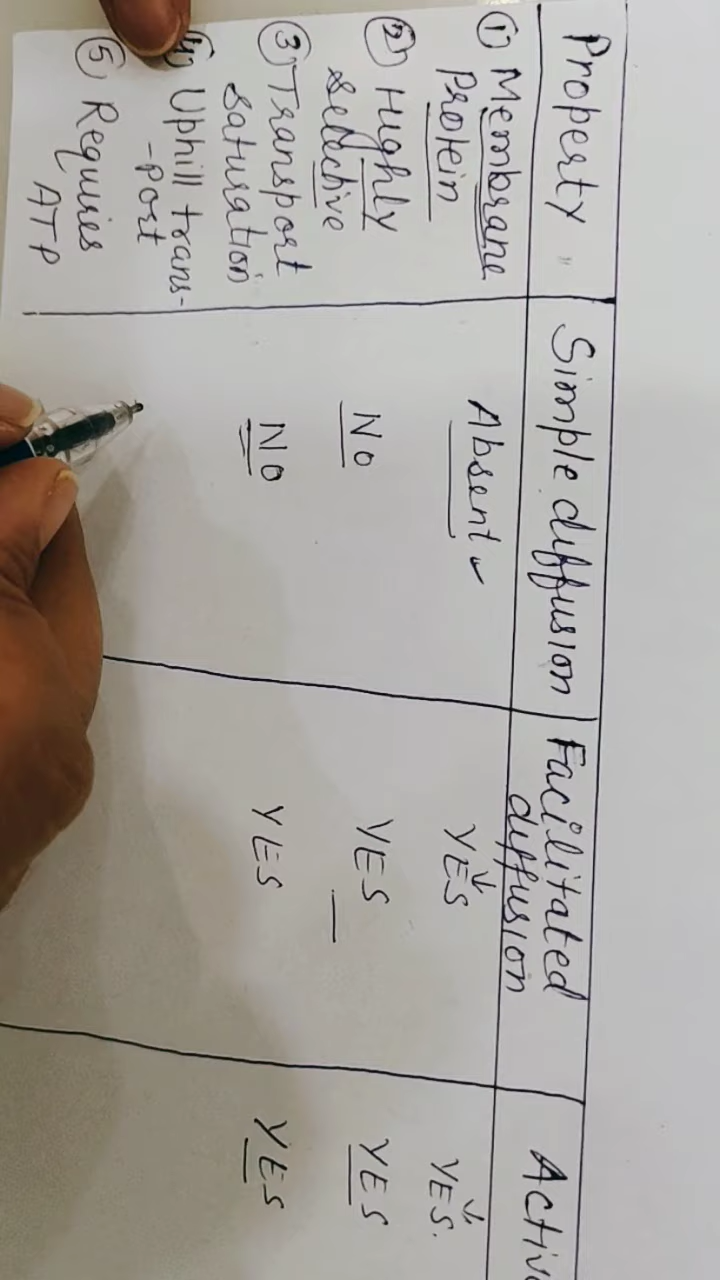 Property
Simple diffusion
Facilitated
diffusion
Activ
① Membrane
Protein
Absent
YES
YES.
② Highly
selective
No
YES
YES
③ Transport
saturation
No
YES
YES
④ Uphill trans-
-port
⑤ Requires
ATP